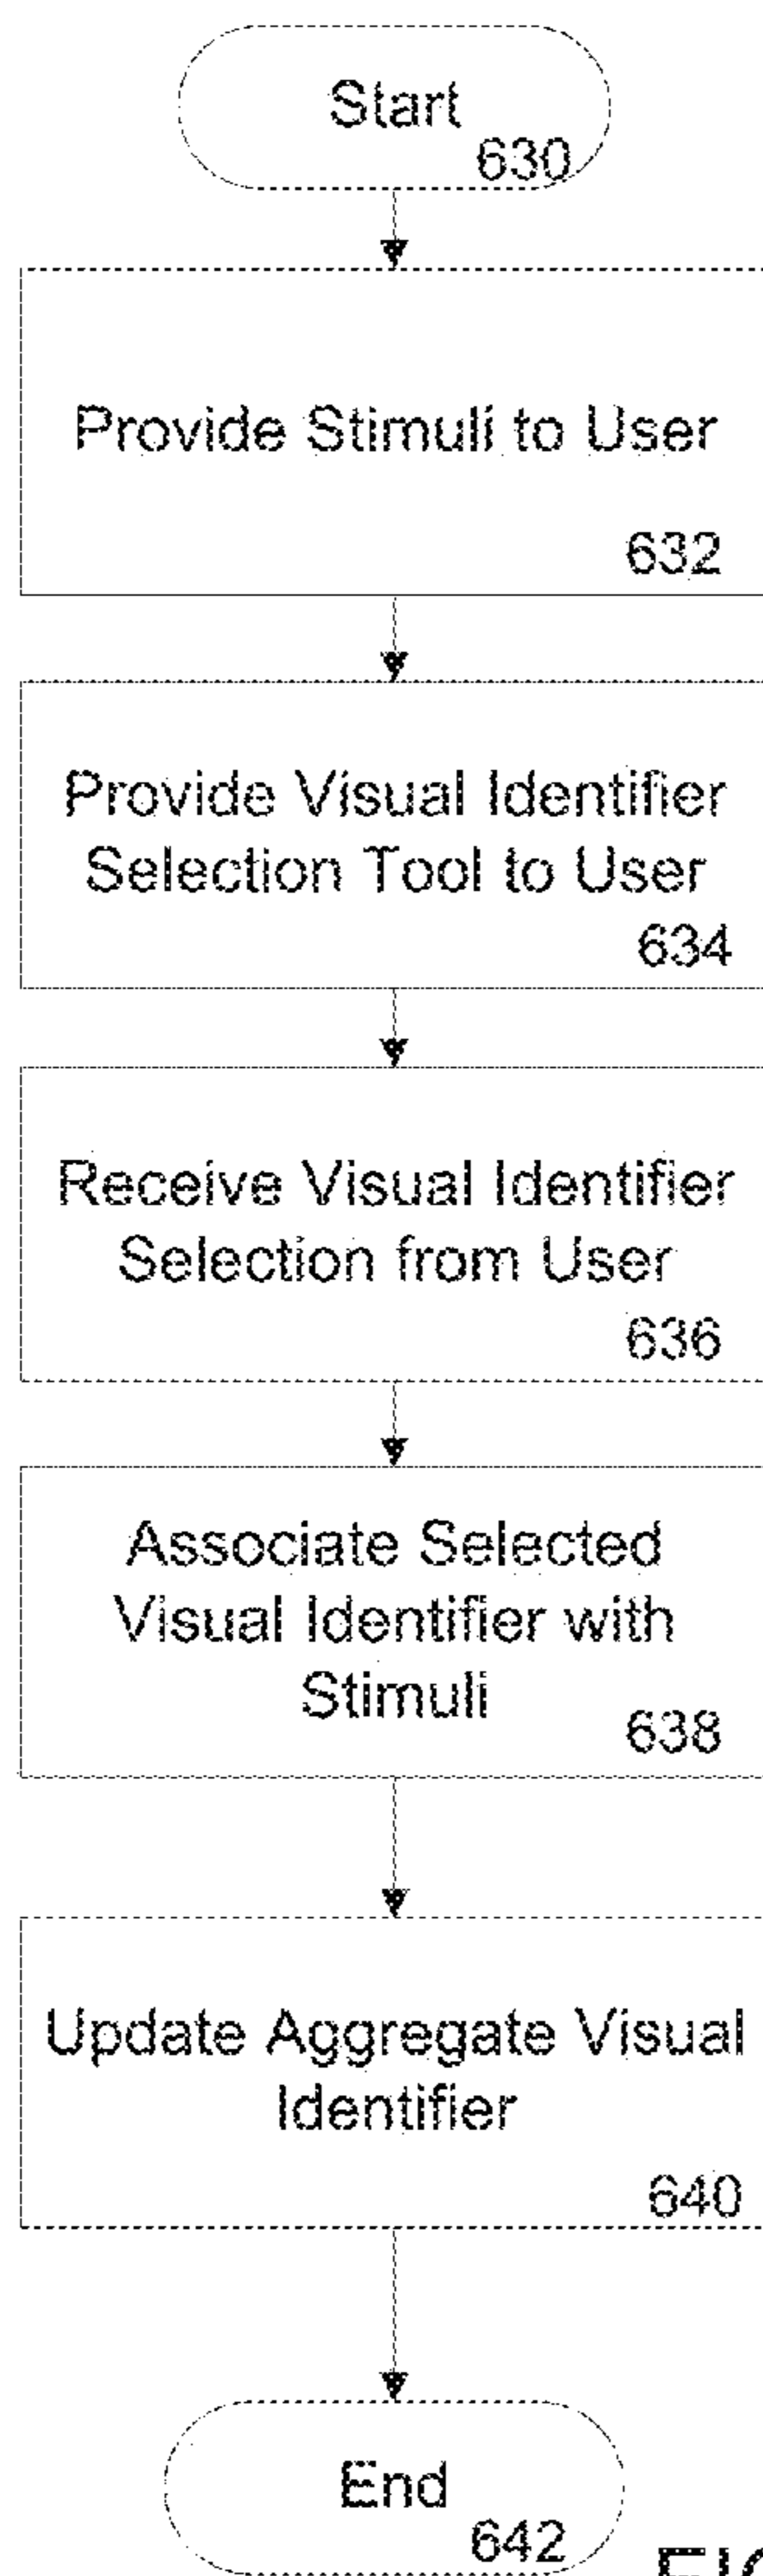 Start
630
Provide Stimuli to User
632
Provide Visual Identifier
Selection Tool to User
634
Receive Visual Identifier
Selection from User
636
Associate Selected
Visual Identifier with
Stimuli
638
Update Aggregate Visual
Identifier
640
End
642